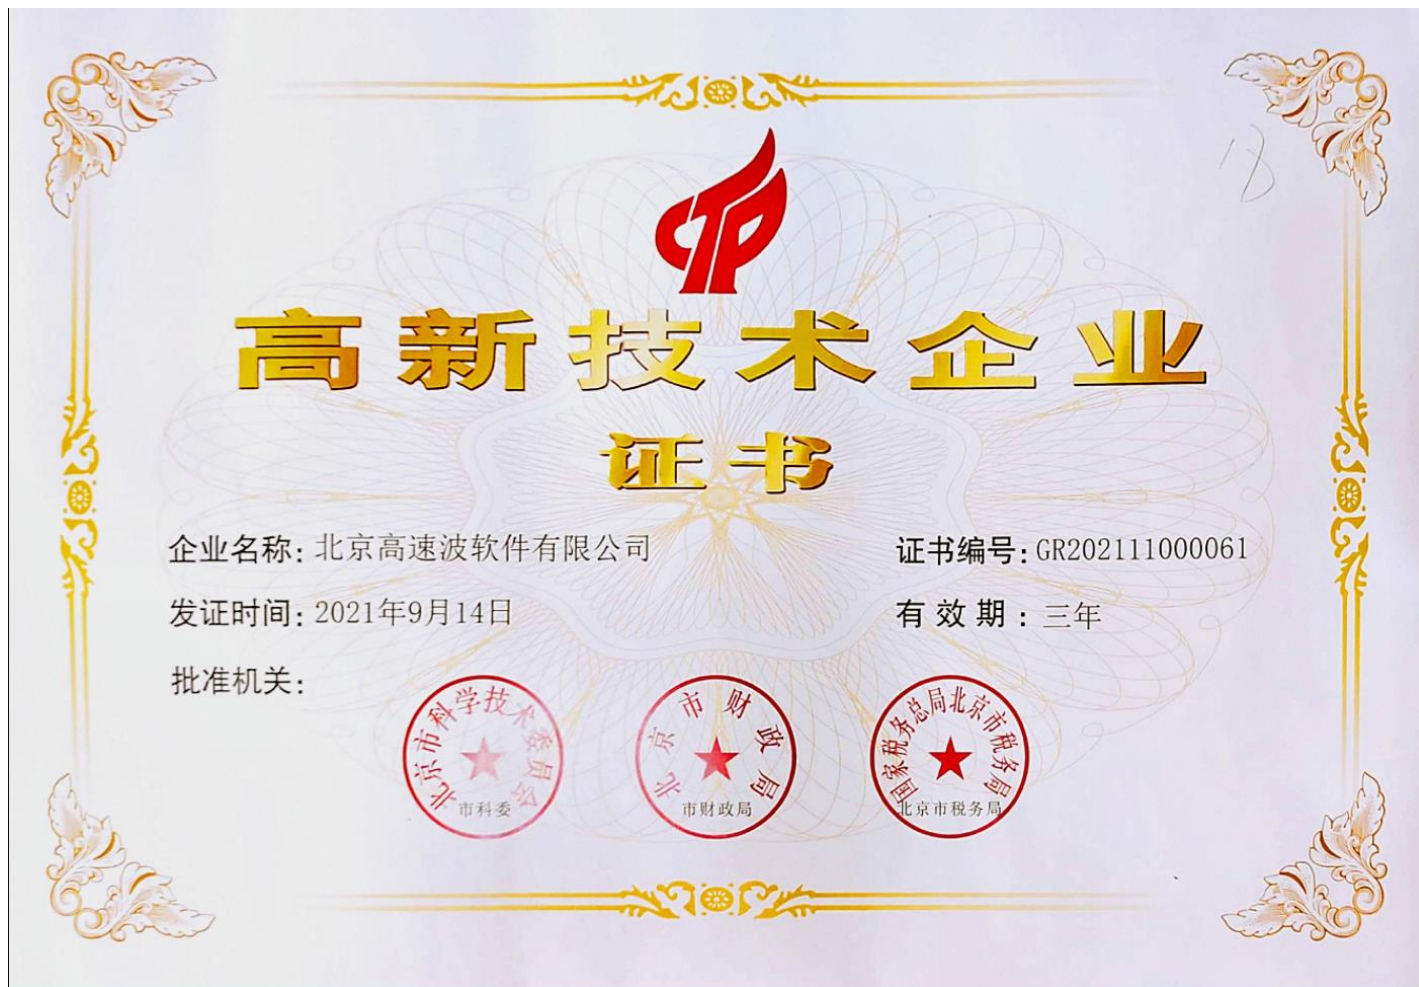 高新技术企业
证书
企业名称：北京高速波软件有限公司
证书编号：GR202111000061
发证时间：2021年9月14日
有效期：三年
批准机关：
北京市科学技术委员会
市科委
北京市财政局
市财政局
国家税务总局北京市税务局
北京市税务局